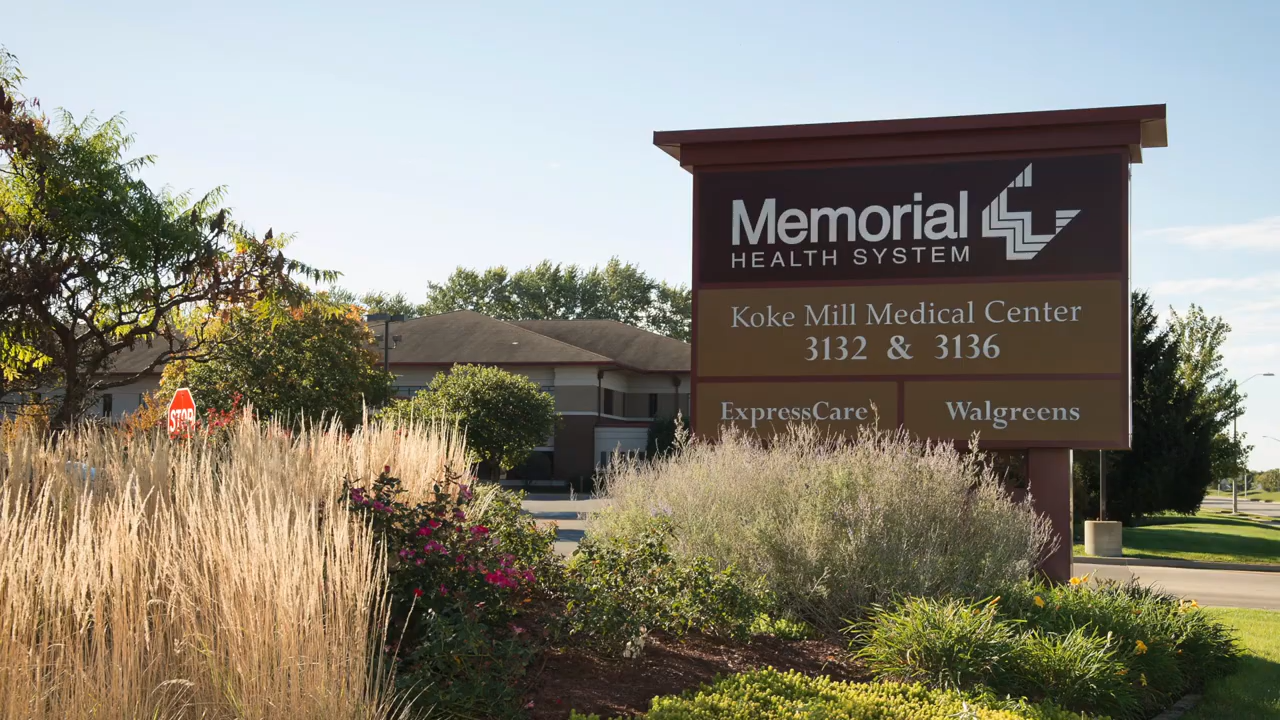 Memorial
HEALTH SYSTEM
Koke Mill Medical Center
3132 & 3136
ExpressCare
Walgreens
STOP